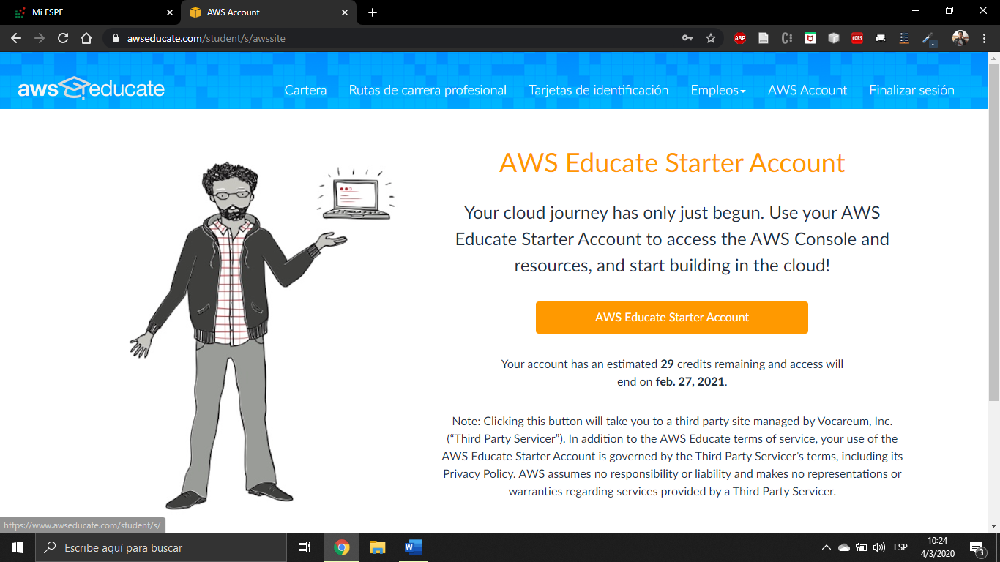 Mi ESPE
AWS Account
awseducate.com/student/s/awssite
ABP
CORS
aws educate
Cartera
Rutas de carrera profesional
Tarjetas de identificación
Empleos
AWS Account
Finalizar sesión
AWS Educate Starter Account
Your cloud journey has only just begun. Use your AWS
Educate Starter Account to access the AWS Console and
resources, and start building in the cloud!
AWS Educate Starter Account
Your account has an estimated 29 credits remaining and access will
end on feb. 27, 2021.
Note: Clicking this button will take you to a third party site managed by Vocareum, Inc.
(“Third Party Servicer”). In addition to the AWS Educate terms of service, your use of the
AWS Educate Starter Account is governed by the Third Party Servicer’s terms, including its
Privacy Policy. AWS assumes no responsibility or liability and makes no representations or
warranties regarding services provided by a Third Party Servicer.
https://www.awseducate.com/student/s/
Escribe aquí para buscar
W
ESP
10:24
4/3/2020
3